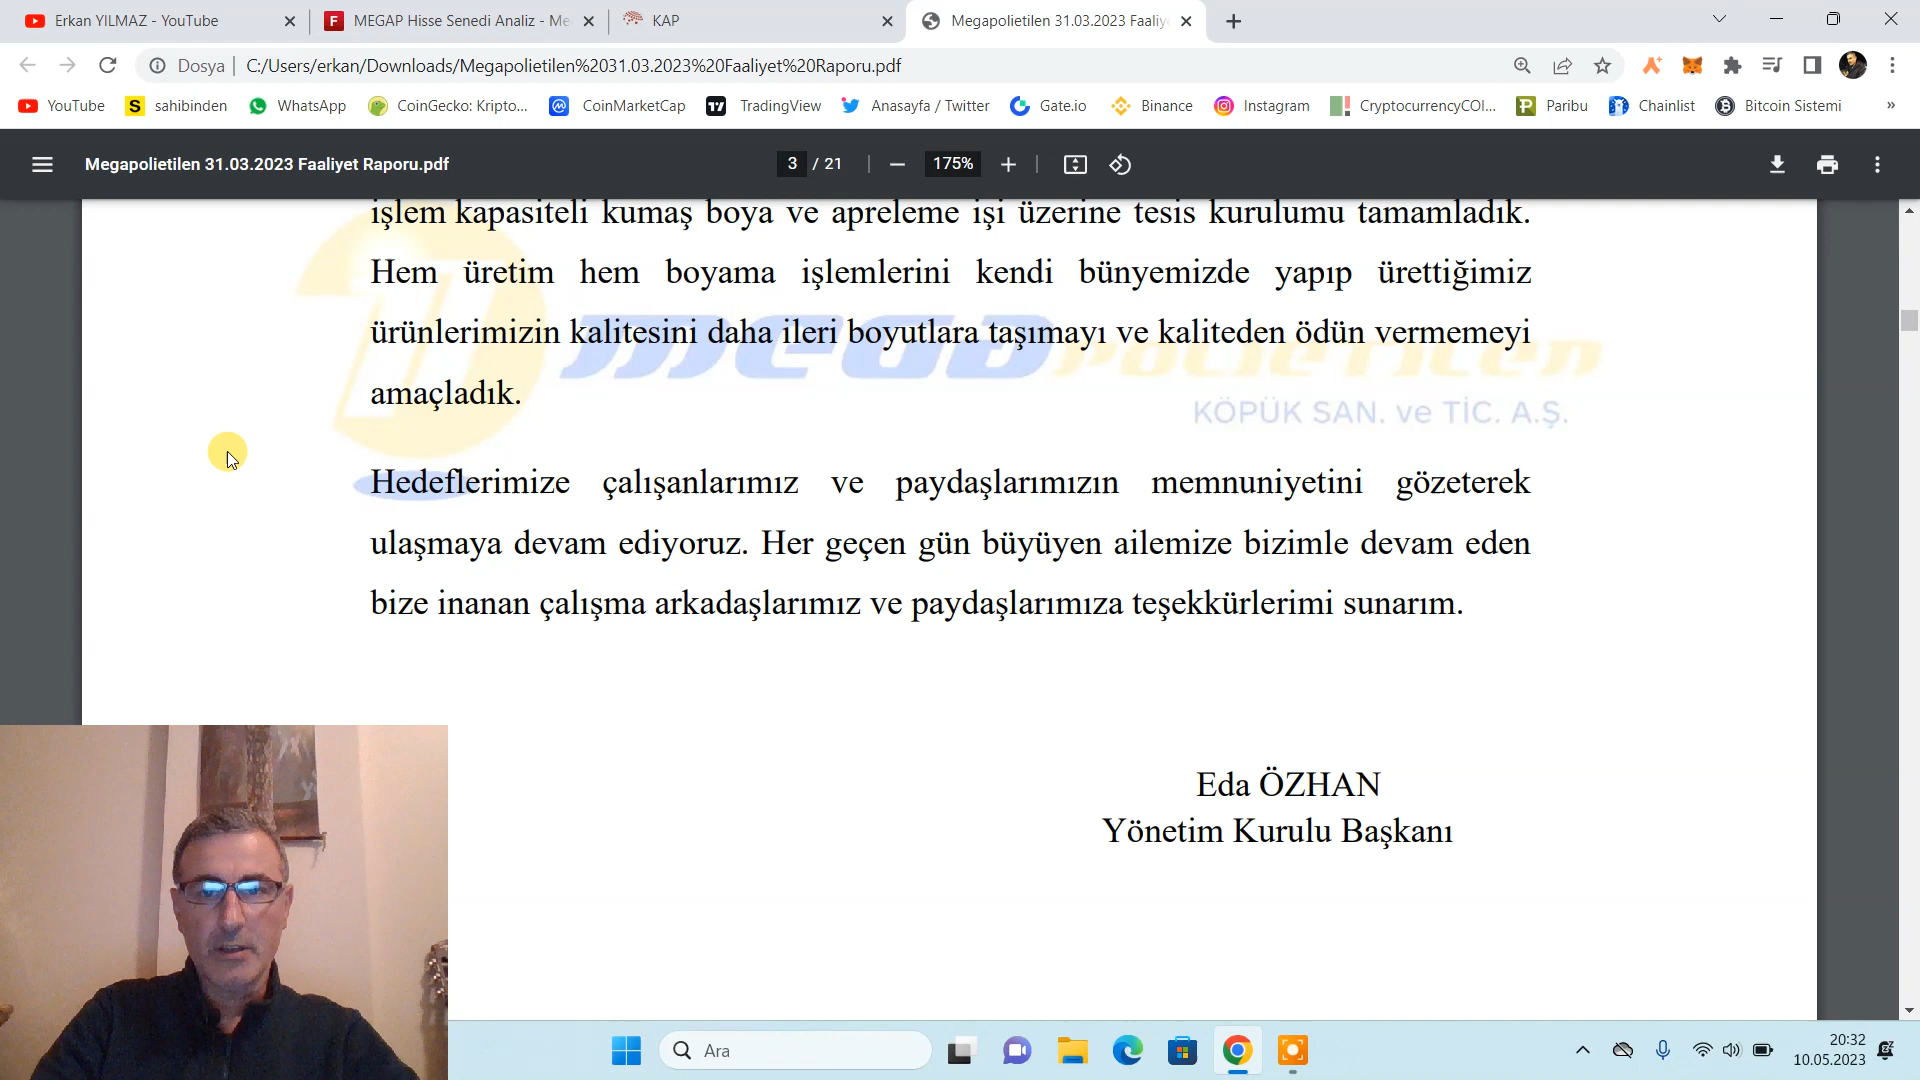 Erkan YILMAZ - YouTube
MEGAP Hisse Senedi Analiz - Me
KAP
Megapolietilen 31.03.2023 Faaliy
Dosya
C:/Users/erkan/Downloads/Megapolietilen%2031.03.2023%20Faaliyet%20Raporu.pdf
YouTube
sahibinden
WhatsApp
CoinGecko: Kripto...
CoinMarketCap
TradingView
Anasayfa / Twitter
Gate.io
Binance
Instagram
CryptocurrencyCOI...
Paribu
Chainlist
Bitcoin Sistemi
»
Megapolietilen 31.03.2023 Faaliyet Raporu.pdf
3 / 21
175%
işlem kapasiteli kumaş boya ve apreleme işi üzerine tesis kurulumu tamamladık.
Hem üretim hem boyama işlemlerini kendi bünyemizde yapıp ürettiğimiz
ürünlerimizin kalitesini daha ileri boyutlara taşımayı ve kaliteden ödün vermemeyi
amaçladık.
MEGA POLIETILEN
KÖPÜK SAN. ve TİC. A.Ş.
Hedeflerimize çalışanlarımız ve paydaşlarımızın memnuniyetini gözeterek
ulaşmaya devam ediyoruz. Her geçen gün büyüyen ailemize bizimle devam eden
bize inanan çalışma arkadaşlarımız ve paydaşlarımıza teşekkürlerimi sunarım.
Eda ÖZHAN
Yönetim Kurulu Başkanı
Ara
20:32
10.05.2023